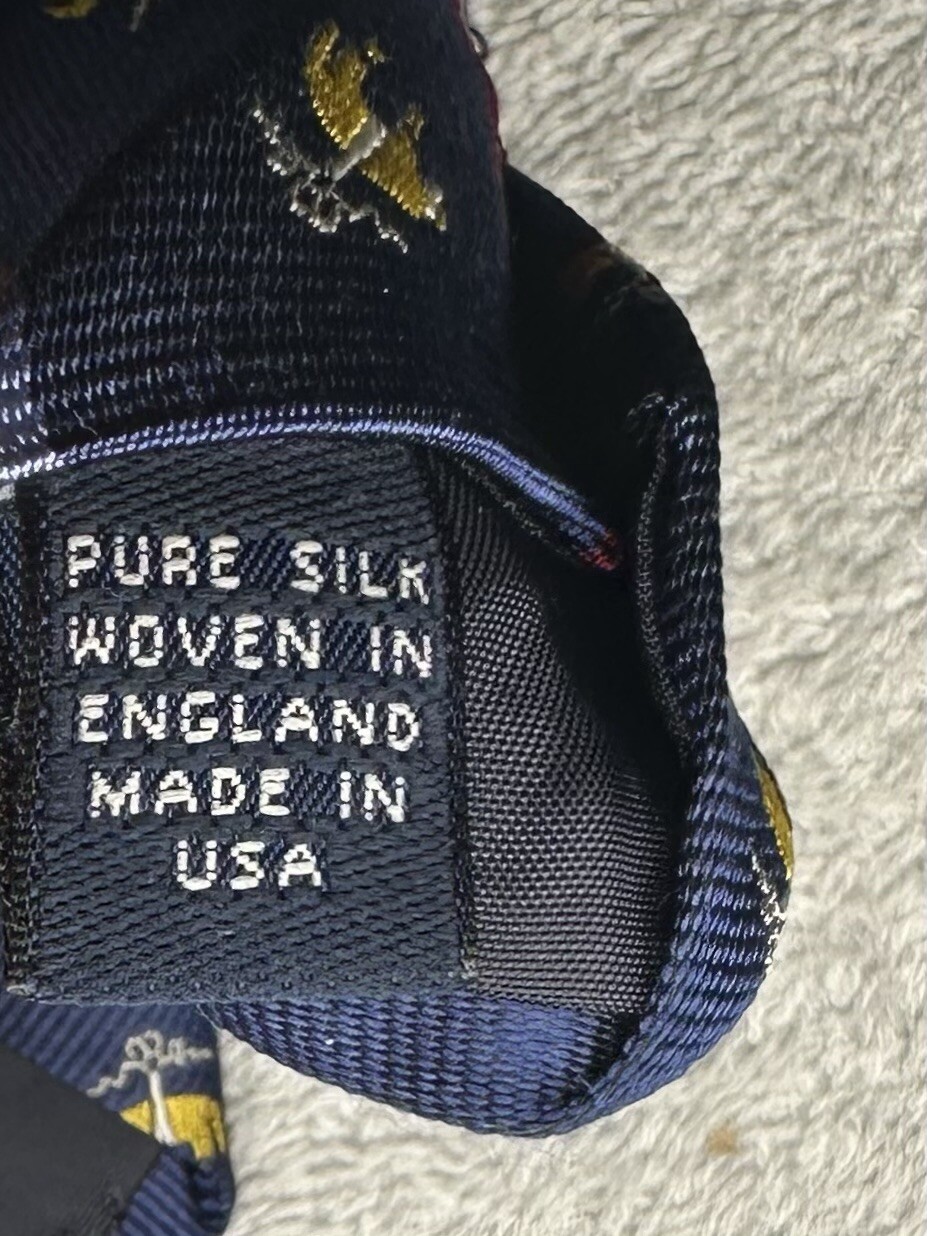 PURE SILK
WOVEN IN
ENGLAND
MADE IN
USA